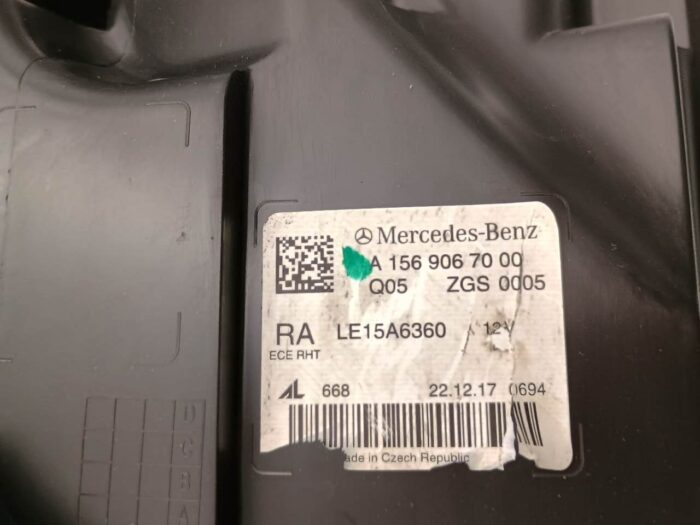 Mercedes-Benz
A 156 906 70 00
Q05 ZGS 0005
RA LE15A6360 12V
ECE RHT
AL 668 22.12.17 0694
ade in Czech Republic
D
C
B
A